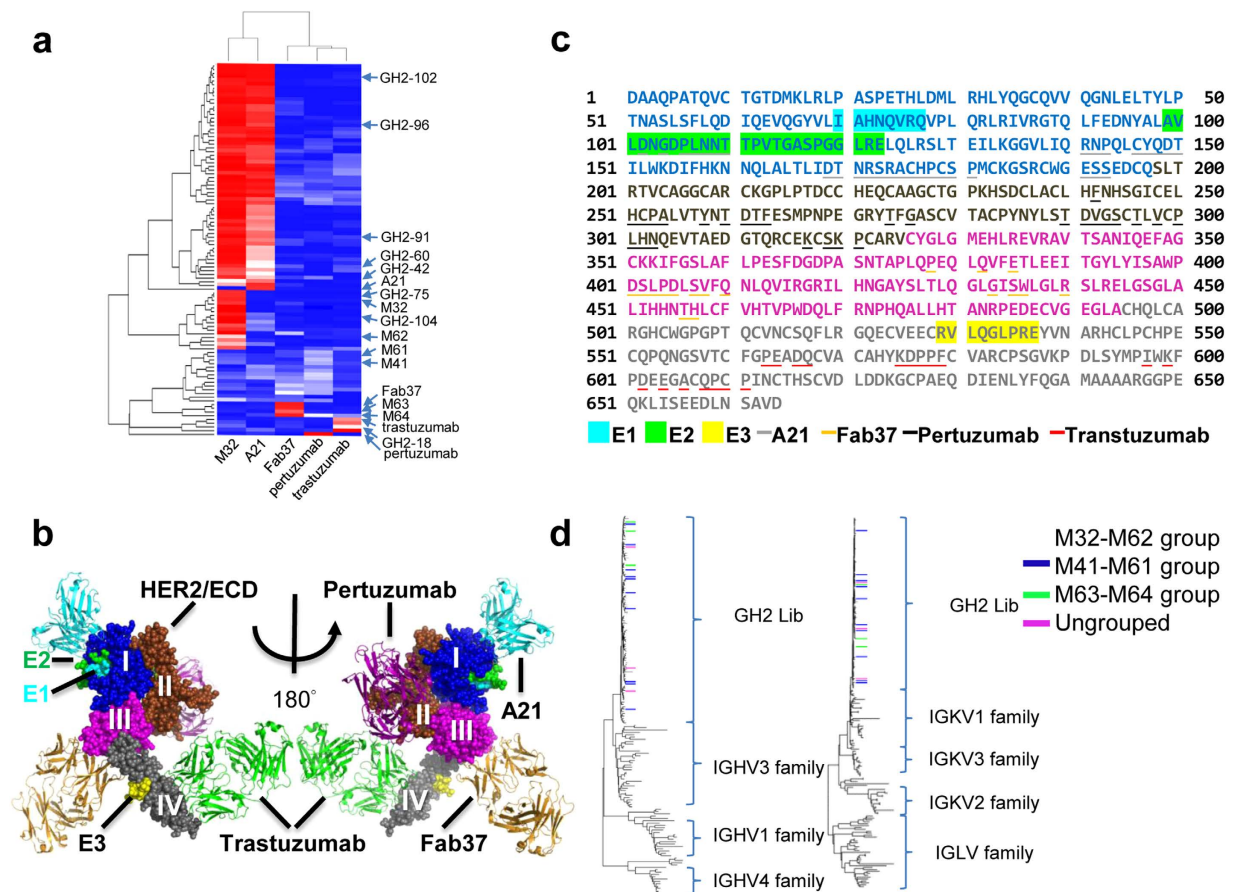 a
GH2-102
GH2-96
GH2-91
GH2-60
GH2-42
A21
GH2-75
M32
GH2-104
M62
M61
M41
Fab37
M63
M64
trastuzumab
GH2-18
pertuzumab
M32
A21
Fab37
pertuzumab
trastuzumab
c
1 DAAQPATQVC TGTDMKLRLP ASPETHLDML RHLYQGCQVV QGNLELTYLP 50
51 TNASLSFLQD IQEVQGYVLI AHNQVRQVPL QRLRIVRGTQ LFEDNYALAV 100
101 LDNGDPLNNT TPVTGASPGG LRELQLRSLT EILKGGVLIQ RNPQLCYQDT 150
151 ILWKDIFHKN NQLALTLIDT NRSRACHPCS PMCKGSRCWG ESSEDCQSLT 200
201 RTVCAGGCAR CKGPLPTDCC HEQCAAGCTG PKHSDCLACL HFNHSGICEL 250
251 HCPALVTYNT DTFESMPNPE GRYTFGASCV TACPYNYLST DVGSCTLVCP 300
301 LHNQEVTAED GTQRCEKCSK PCARVCYGLG MEHLREVRAV TSANIQEFAG 350
351 CKKIFGSLAF LPESFDGDPA SNTAPLQPEQ LQVFETLEEI TGYLYISAWP 400
401 DSLPDLSVFQ NLQVIRGRIL HNGAYSLTLQ GLGISWLGLR SLRELGSGLA 450
451 LIHHNTHLCF VHTVPWDQLF RNPHQALLHT ANRPEDECVG EGLACHQLCA 500
501 RGHCWGPGPT QCVNCSQFLR GQECVEECRV LQGLPREYVN ARHCLPCHPE 550
551 CQPQNGSVTC FGPEADQCVA CAHYKDPPFC VARCPSGVKP DLSYMPIWKF 600
601 PDEEGACQPC PINCTHSCVD LDDKGCPAEQ DIENLYFQGA MAAAARGGPE 650
651 QKLISEEDLN SAVD
E1 E2 E3 A21 Fab37 Pertuzumab Transtuzumab
b
HER2/ECD
Pertuzumab
I
II
III
IV
E2
E1
180°
I
II
III
IV
A21
E3
Trastuzumab
Fab37
d
GH2 Lib
IGHV3 family
IGHV1 family
IGHV4 family
GH2 Lib
IGKV1 family
IGKV3 family
IGKV2 family
IGLV family
M32-M62 group
M41-M61 group
M63-M64 group
Ungrouped